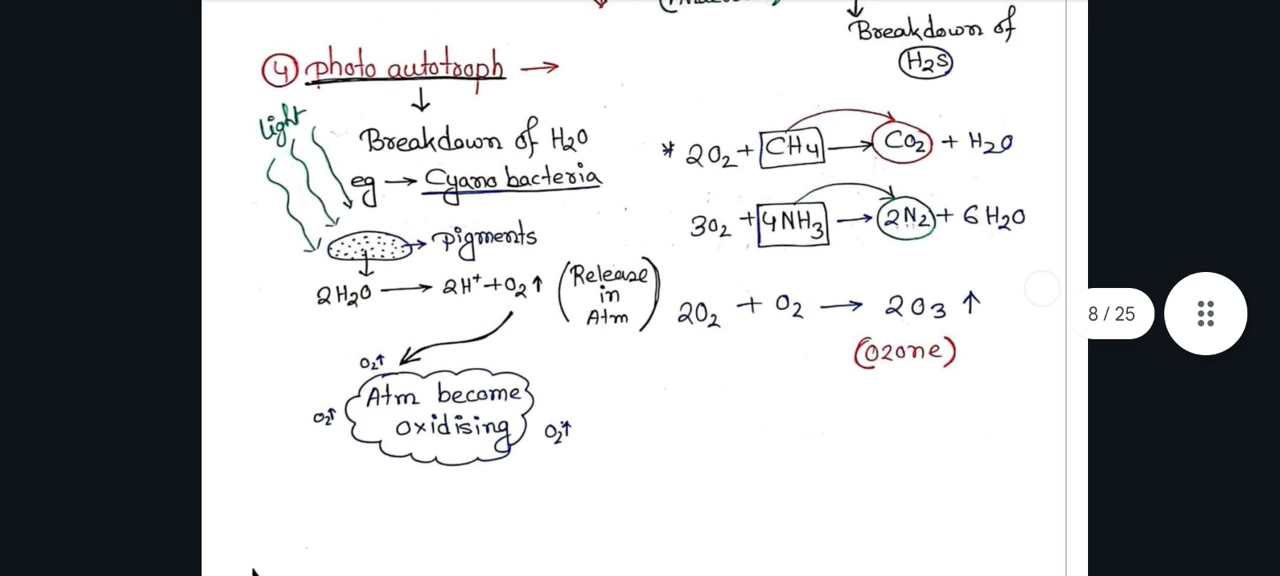 Breakdown of
H2S
④ photo autotroph →
light
Breakdown of H2O
eg → Cyano bacteria
→ pigments
2H2O → 2H⁺ + O2↑ (Release in Atm)
O2↑
Atm become
oxidising
O2↑
O2↑
* 2O2 + CH4 → CO2 + H2O
3O2 + 4NH3 → 2N2 + 6H2O
2O2 + O2 → 2O3 ↑
(Ozone)
8 / 25